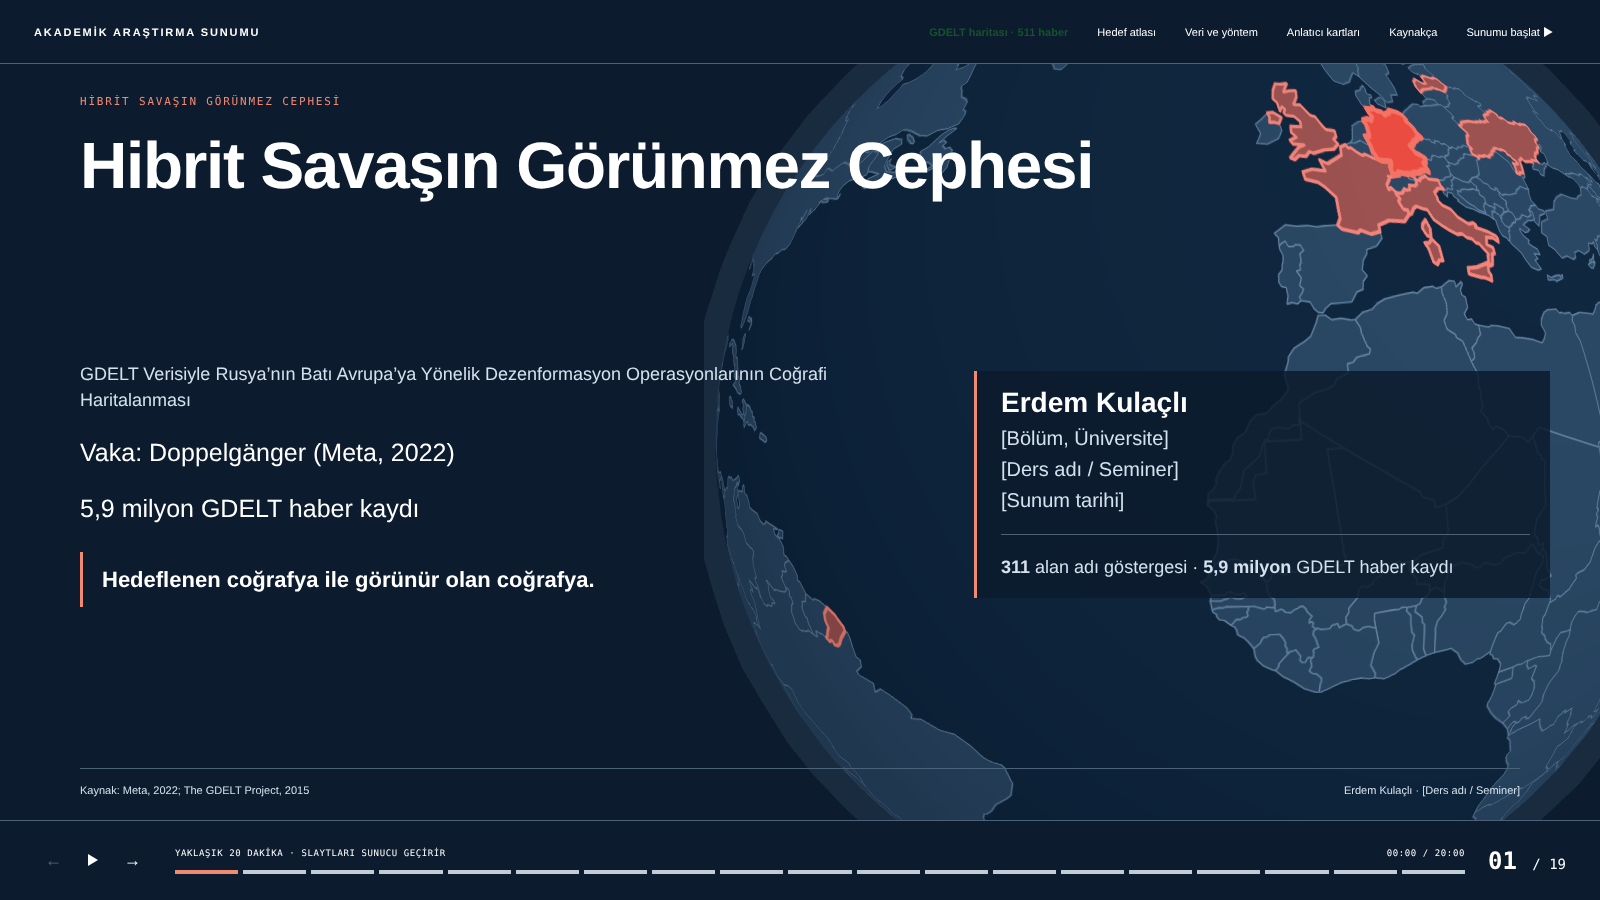 AKADEMİK ARAŞTIRMA SUNUMU
GDELT haritası · 511 haber
Hedef atlası
Veri ve yöntem
Anlatıcı kartları
Kaynakça
Sunumu başlat ▶
HİBRİT SAVAŞIN GÖRÜNMEZ CEPHESİ
Hibrit Savaşın Görünmez Cephesi
GDELT Verisiyle Rusya’nın Batı Avrupa’ya Yönelik Dezenformasyon Operasyonlarının Coğrafi
Haritalanması
Vaka: Doppelgänger (Meta, 2022)
5,9 milyon GDELT haber kaydı
Hedeflenen coğrafya ile görünür olan coğrafya.
Erdem Kulaçlı
[Bölüm, Üniversite]
[Ders adı / Seminer]
[Sunum tarihi]
311 alan adı göstergesi · 5,9 milyon GDELT haber kaydı
Kaynak: Meta, 2022; The GDELT Project, 2015
Erdem Kulaçlı · [Ders adı / Seminer]
← ▶ →
YAKLAŞIK 20 DAKİKA · SLAYTLARI SUNUCU GEÇİRİR
00:00 / 20:00
01 / 19